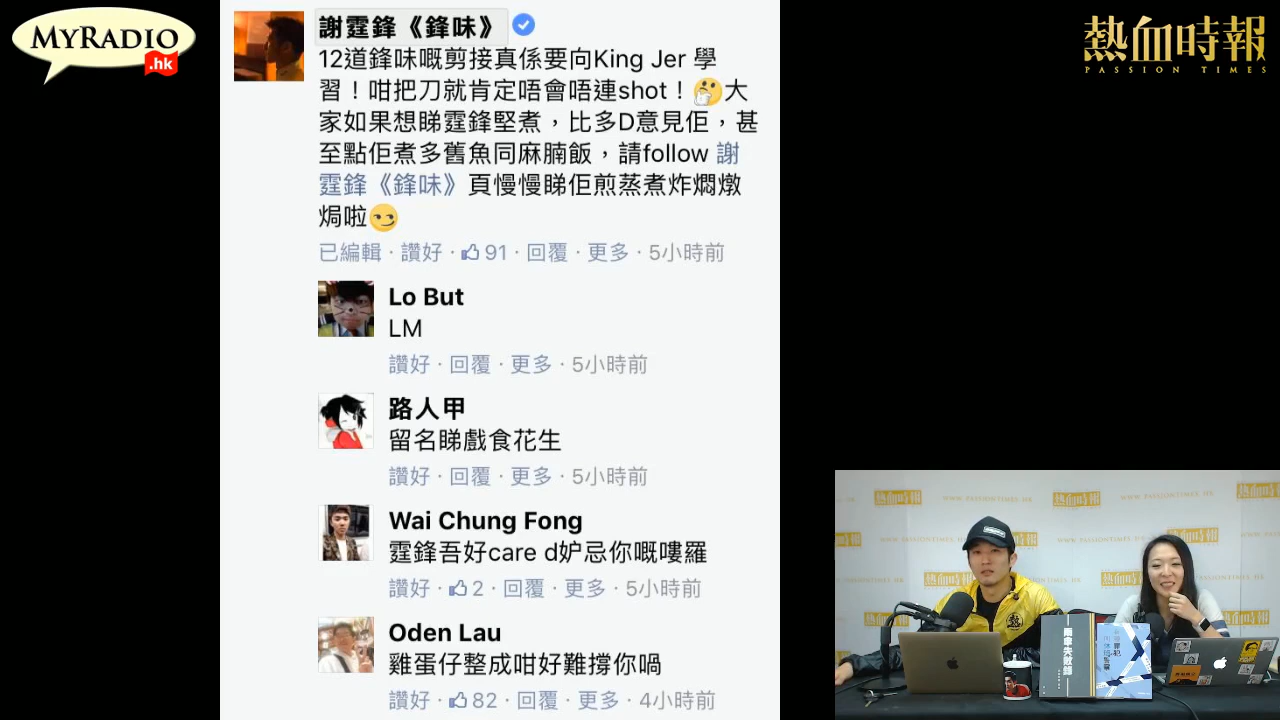 MYRADIO
.hk
熱血時報
PASSION TIMES
謝霆鋒《鋒味》
12道鋒味嘅剪接真係要向King Jer 學
習！咁把刀就肯定唔會唔連shot！🤔大
家如果想睇霆鋒堅煮，比多D意見佢，甚
至點佢煮多舊魚同麻腩飯，請follow 謝
霆鋒《鋒味》頁慢慢睇佢煎蒸煮炸燜燉
焗啦😏
已編輯 · 讚好 · 91 · 回覆 · 更多 · 5小時前
Lo But
LM
讚好 · 回覆 · 更多 · 5小時前
路人甲
留名睇戲食花生
讚好 · 回覆 · 更多 · 5小時前
Wai Chung Fong
霆鋒吾好care d妒忌你嘅嘍羅
讚好 · 2 · 回覆 · 更多 · 5小時前
Oden Lau
雞蛋仔整成咁好難撐你喎
讚好 · 82 · 回覆 · 更多 · 4小時前
熱血時報
WWW.PASSIONTIMES.HK